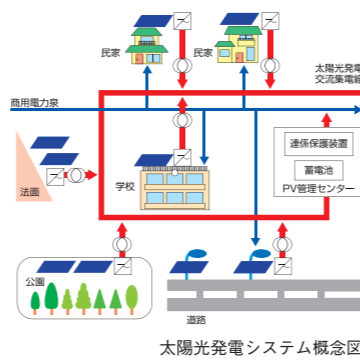 民家
民家
太陽光発電
交流集電線
商用電力泉
連係保護装置
蓄電池
PV管理センター
法面
学校
公園
道路
太陽光発電システム概念図